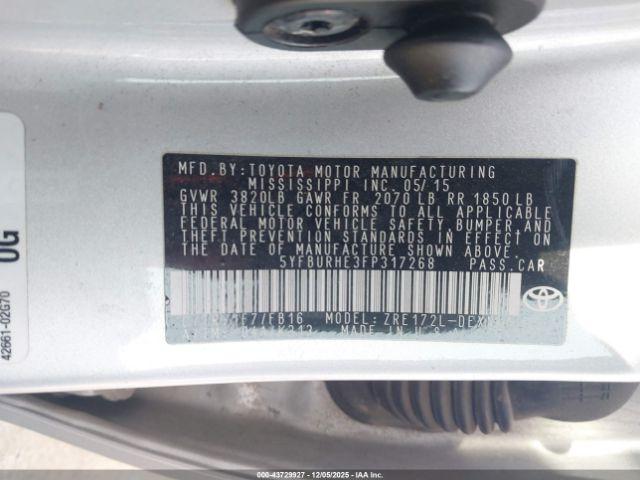 MFD. BY: TOYOTA MOTOR MANUFACTURING
MISSISSIPPI INC. 05/15
GVWR 3820LB GAWR FR 2070 LB RR 1850 LB
THIS VEHICLE CONFORMS TO ALL APPLICABLE
FEDERAL MOTOR VEHICLE SAFETY, BUMPER, AND
THEFT PREVENTION STANDARDS IN EFFECT ON
THE DATE OF MANUFACTURE SHOWN ABOVE.
5YFBURHE3FP317268 PASS. CAR
/FB16 MODEL: ZRE172L-DEX
MADE IN U.S
0G
42661-02G70
000-43729927 12/05/2025 IAAI.COM